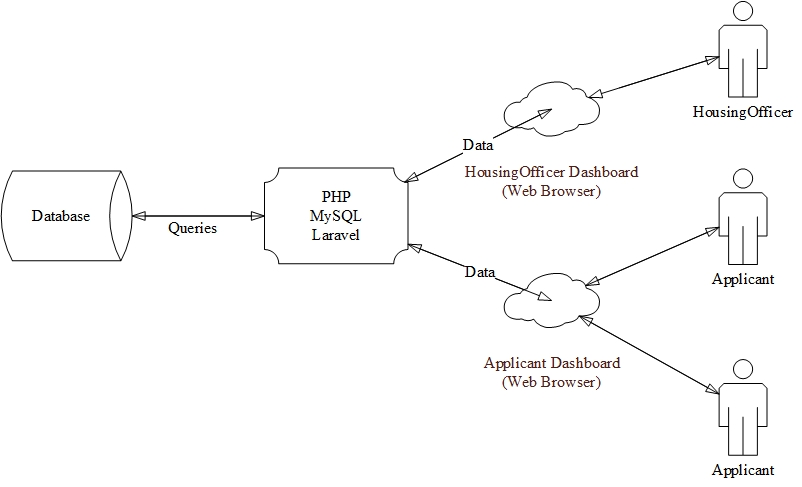 HousingOfficer
Data
HousingOfficer Dashboard
(Web Browser)
PHP
MySQL
Laravel
Database
Queries
Data
Applicant
Applicant Dashboard
(Web Browser)
Applicant